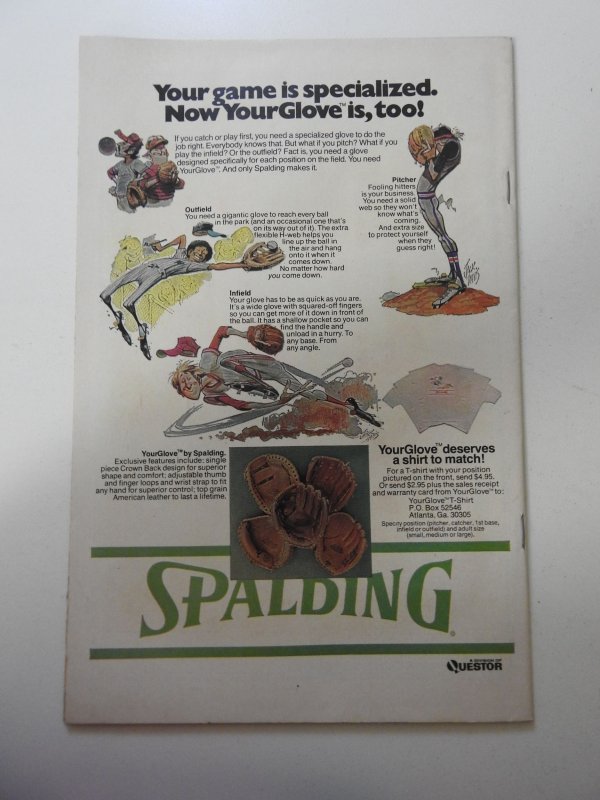 Your game is specialized.
Now YourGlove™ is, too!
If you catch or play first, you need a specialized glove to do the
job right. Everybody knows that. But what if you pitch? What if you
play the infield? Or the outfield? Fact is, you need a glove
designed specifically for each position on the field. You need
YourGlove™. And only Spalding makes it.
Pitcher
Fooling hitters
is your business.
You need a solid
web so they won't
know what's
coming.
And extra size
to protect yourself
when they
guess right!
Outfield
You need a gigantic glove to reach every ball
in the park (and an occasional one that's
on its way out of it). The extra
flexible H-web helps you
line up the ball in
the air and hang
onto it when it
comes down.
No matter how hard
you come down.
Infield
Your glove has to be as quick as you are.
It's a wide glove with squared-off fingers
so you can get more of it down in front of
the ball. It has a shallow pocket so you can
find the handle and
unload in a hurry. To
any base. From
any angle.
YourGlove™ by Spalding.
Exclusive features include: single
piece Crown Back design for superior
shape and comfort; adjustable thumb
and finger loops and wrist strap to fit
any hand for superior control; top grain
American leather to last a lifetime.
YourGlove™ deserves
a shirt to match!
For a T-shirt with your position
pictured on the front, send $4.95.
Or send $2.95 plus the sales receipt
and warranty card from YourGlove™ to:
YourGlove™ T-Shirt
P.O. Box 52546
Atlanta, Ga. 30305
Specify position (pitcher, catcher, 1st base,
infield or outfield) and adult size
(small, medium or large).
SPALDING®
A DIVISION OF
QUESTOR